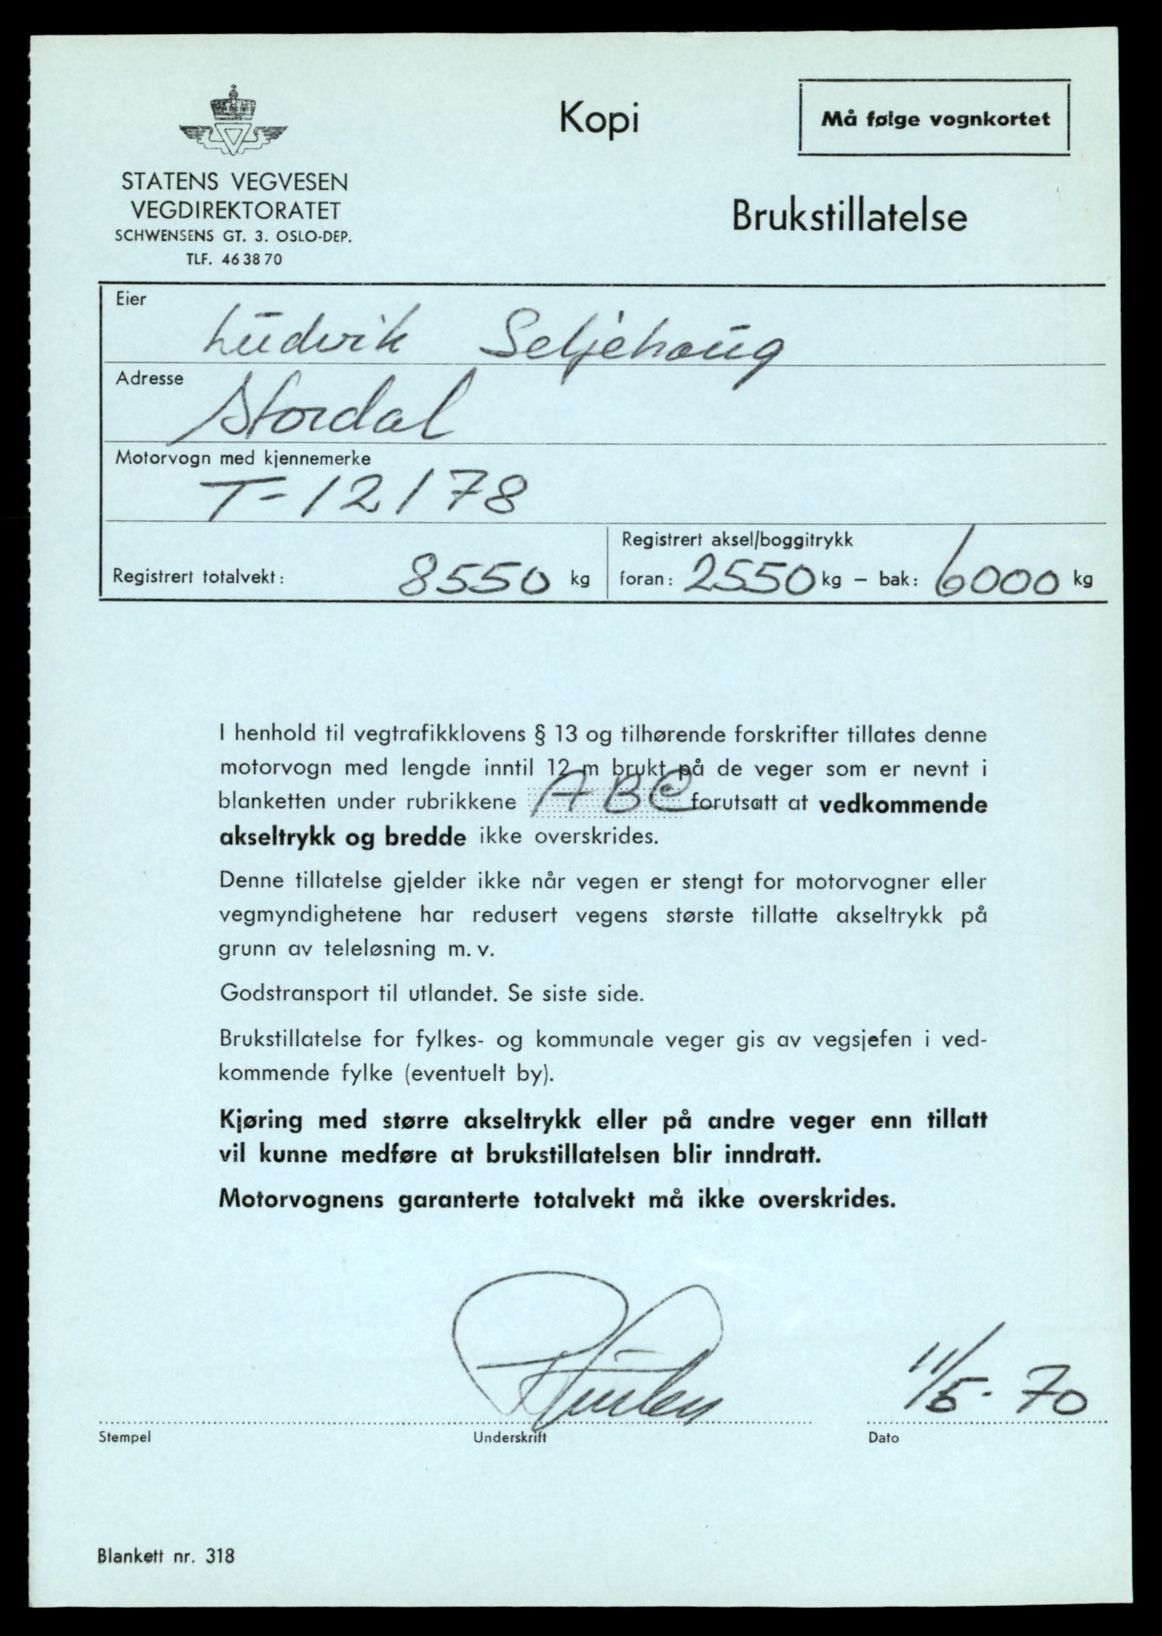 Kopi
Må følge vognkortet
STATENS VEGVESEN
VEGDIREKTORATET
SCHWENSENS GT. 3. OSLO-DEP.
TLF. 46 38 70
Brukstillatelse
Eier
Ludvik Seljehaug
Adresse
Stordal
Motorvogn med kjennemerke
T-12178
Registrert totalvekt: 8550 kg
Registrert aksel/boggitrykk
foran: 2550 kg – bak: 6000 kg
I henhold til vegtrafikklovens § 13 og tilhørende forskrifter tillates denne
motorvogn med lengde inntil 12 m brukt på de veger som er nevnt i
blanketten under rubrikkene ABC forutsatt at vedkommende
akseltrykk og bredde ikke overskrides.
Denne tillatelse gjelder ikke når vegen er stengt for motorvogner eller
vegmyndighetene har redusert vegens største tillatte akseltrykk på
grunn av teleløsning m. v.
Godstransport til utlandet. Se siste side.
Brukstillatelse for fylkes- og kommunale veger gis av vegsjefen i ved-
kommende fylke (eventuelt by).
Kjøring med større akseltrykk eller på andre veger enn tillatt
vil kunne medføre at brukstillatelsen blir inndratt.
Motorvognens garanterte totalvekt må ikke overskrides.
11/5-70
Stempel
Underskrift
Dato
Blankett nr. 318